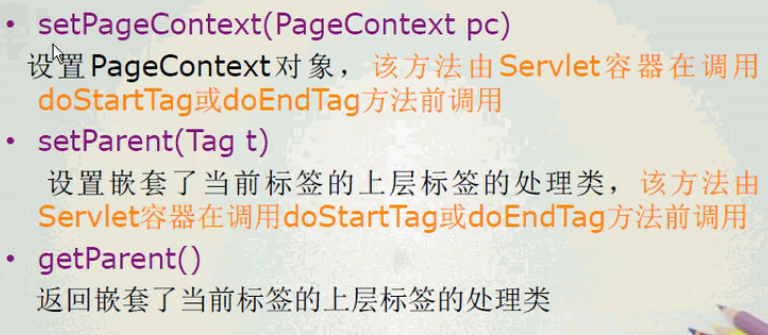 • setPageContext(PageContext pc)
设置PageContext对象，该方法由Servlet容器在调用
doStartTag或doEndTag方法前调用
• setParent(Tag t)
设置嵌套了当前标签的上层标签的处理类，该方法由
Servlet容器在调用doStartTag或doEndTag方法前调用
• getParent()
返回嵌套了当前标签的上层标签的处理类